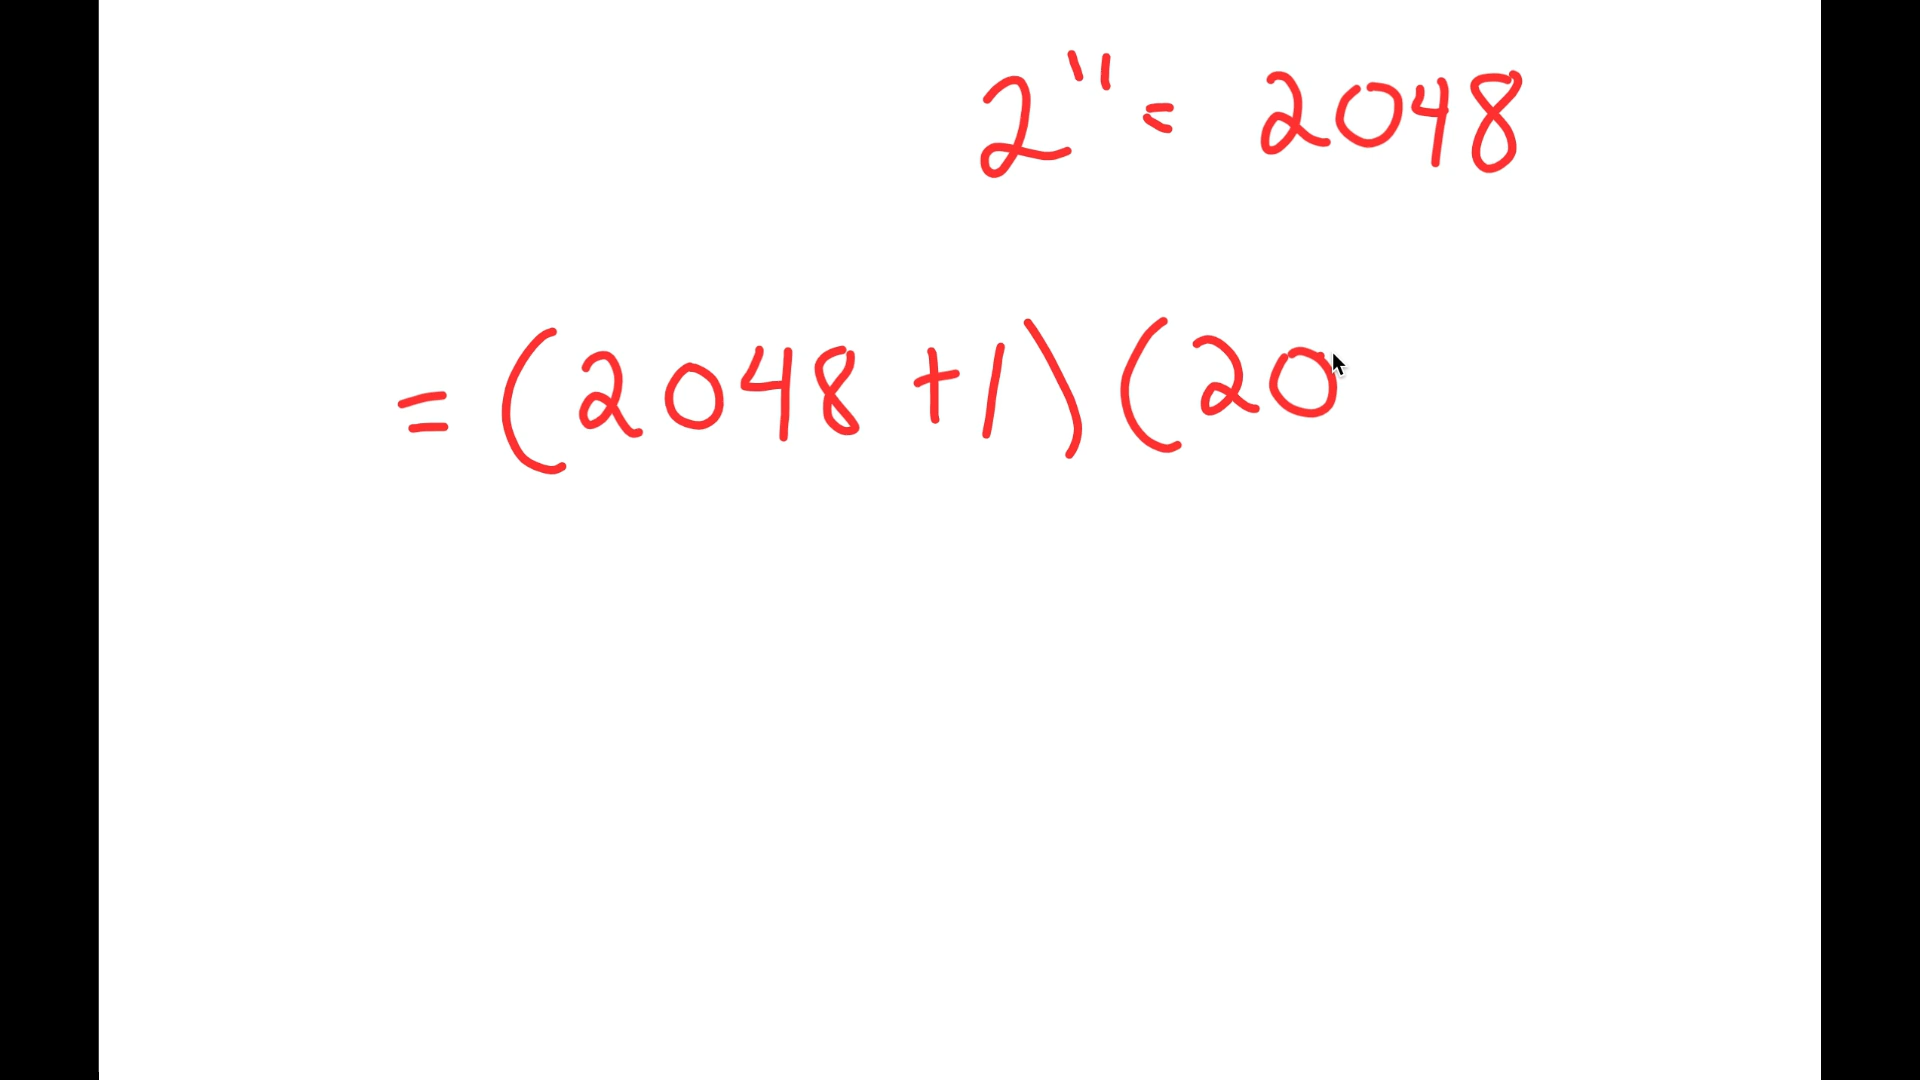 2¹¹ = 2048
= (2048 + 1) (20